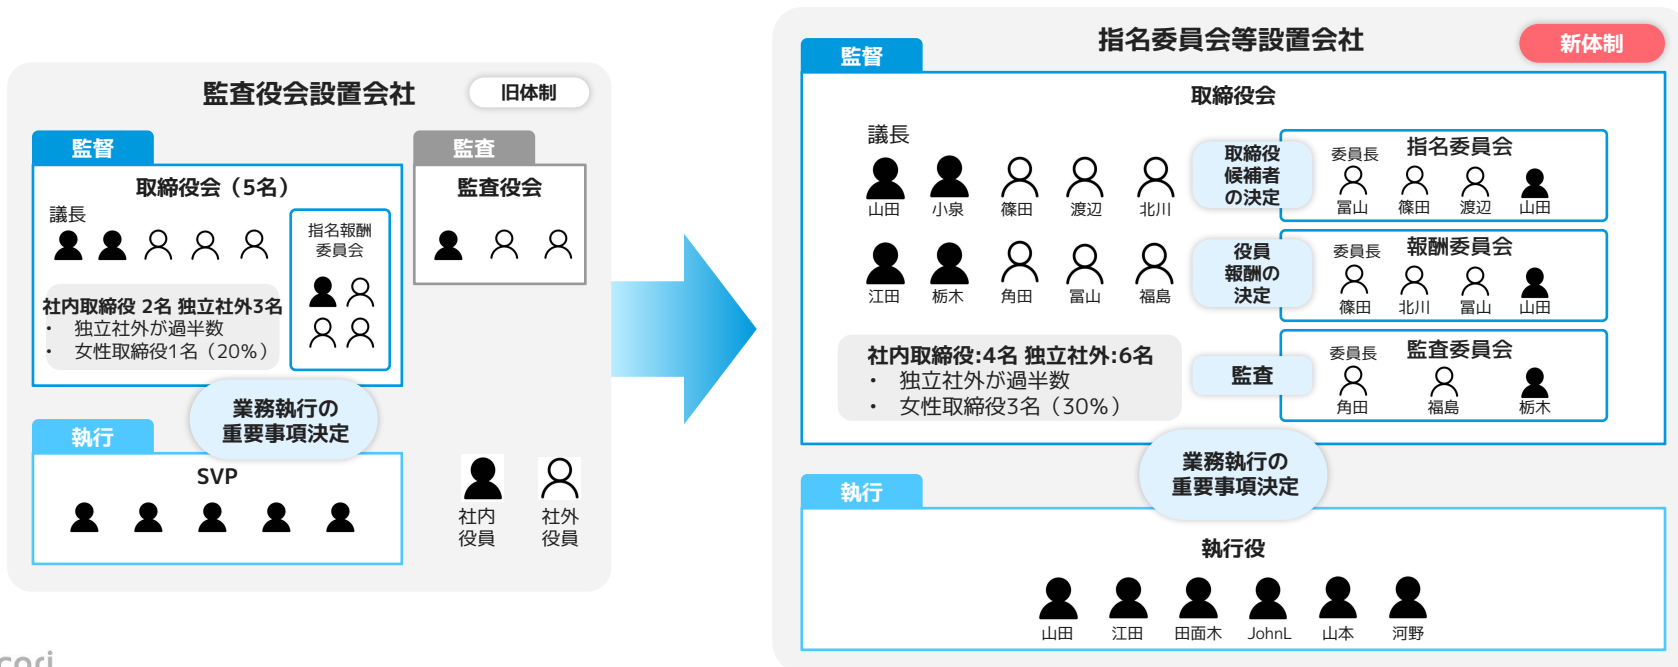 監査役会設置会社
旧体制
監督
取締役会（5名）
議長
指名報酬
委員会
社内取締役 2名 独立社外3名
・ 独立社外が過半数
・ 女性取締役1名（20%）
監査
監査役会
業務執行の
重要事項決定
執行
SVP
社内
役員
社外
役員
指名委員会等設置会社
新体制
監督
取締役会
議長
山田 小泉 篠田 渡辺 北川
江田 栃木 角田 冨山 福島
社内取締役:4名 独立社外:6名
・ 独立社外が過半数
・ 女性取締役3名（30%）
取締役
候補者
の決定
指名委員会
委員長
冨山 篠田 渡辺 山田
役員
報酬の
決定
報酬委員会
委員長
篠田 北川 冨山 山田
監査
監査委員会
委員長
角田 福島 栃木
業務執行の
重要事項決定
執行
執行役
山田 江田 田面木 JohnL 山本 河野